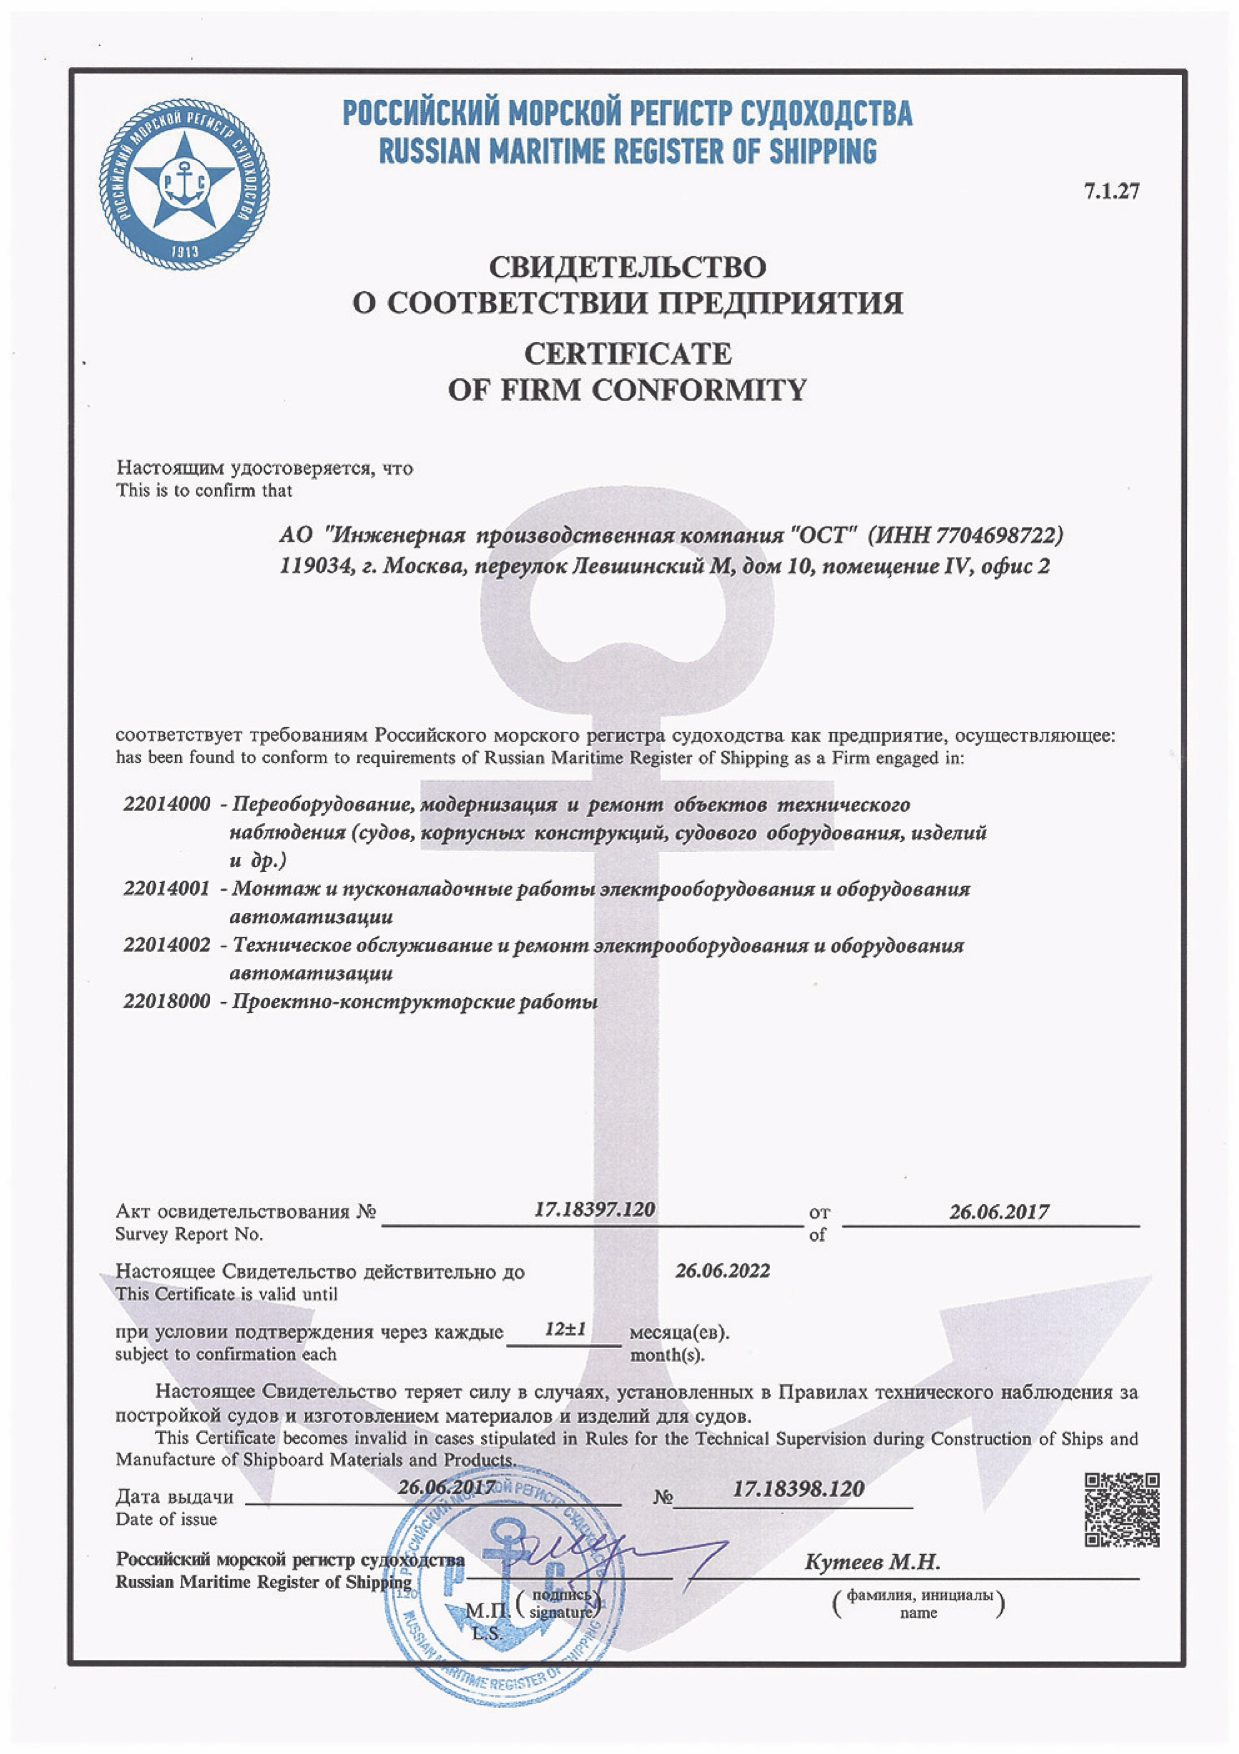 РОССИЙСКИЙ МОРСКОЙ РЕГИСТР СУДОХОДСТВА
RUSSIAN MARITIME REGISTER OF SHIPPING
РОССИЙСКИЙ МОРСКОЙ РЕГИСТР СУДОХОДСТВА
Р С
1913
7.1.27
СВИДЕТЕЛЬСТВО
О СООТВЕТСТВИИ ПРЕДПРИЯТИЯ
CERTIFICATE
OF FIRM CONFORMITY
Настоящим удостоверяется, что
This is to confirm that
АО "Инженерная производственная компания "ОСТ" (ИНН 7704698722)
119034, г. Москва, переулок Левшинский М, дом 10, помещение IV, офис 2
соответствует требованиям Российского морского регистра судоходства как предприятие, осуществляющее:
has been found to conform to requirements of Russian Maritime Register of Shipping as a Firm engaged in:
22014000 - Переоборудование, модернизация и ремонт объектов технического
наблюдения (судов, корпусных конструкций, судового оборудования, изделий
и др.)
22014001 - Монтаж и пусконаладочные работы электрооборудования и оборудования
автоматизации
22014002 - Техническое обслуживание и ремонт электрооборудования и оборудования
автоматизации
22018000 - Проектно-конструкторские работы
Акт освидетельствования № 17.18397.120 от 26.06.2017
Survey Report No. of
Настоящее Свидетельство действительно до 26.06.2022
This Certificate is valid until
при условии подтверждения через каждые 12±1 месяца(ев).
subject to confirmation each month(s).
Настоящее Свидетельство теряет силу в случаях, установленных в Правилах технического наблюдения за
постройкой судов и изготовлением материалов и изделий для судов.
This Certificate becomes invalid in cases stipulated in Rules for the Technical Supervision during Construction of Ships and
Manufacture of Shipboard Materials and Products.
Дата выдачи 26.06.2017 № 17.18398.120
Date of issue
Российский морской регистр судоходства Кутеев М.Н.
Russian Maritime Register of Shipping
М.П. ( подпись ) ( фамилия, инициалы )
signature name
L.S.
РОССИЙСКИЙ МОРСКОЙ РЕГИСТР СУДОХОДСТВА
Р С
120
RUSSIAN MARITIME REGISTER OF SHIPPING